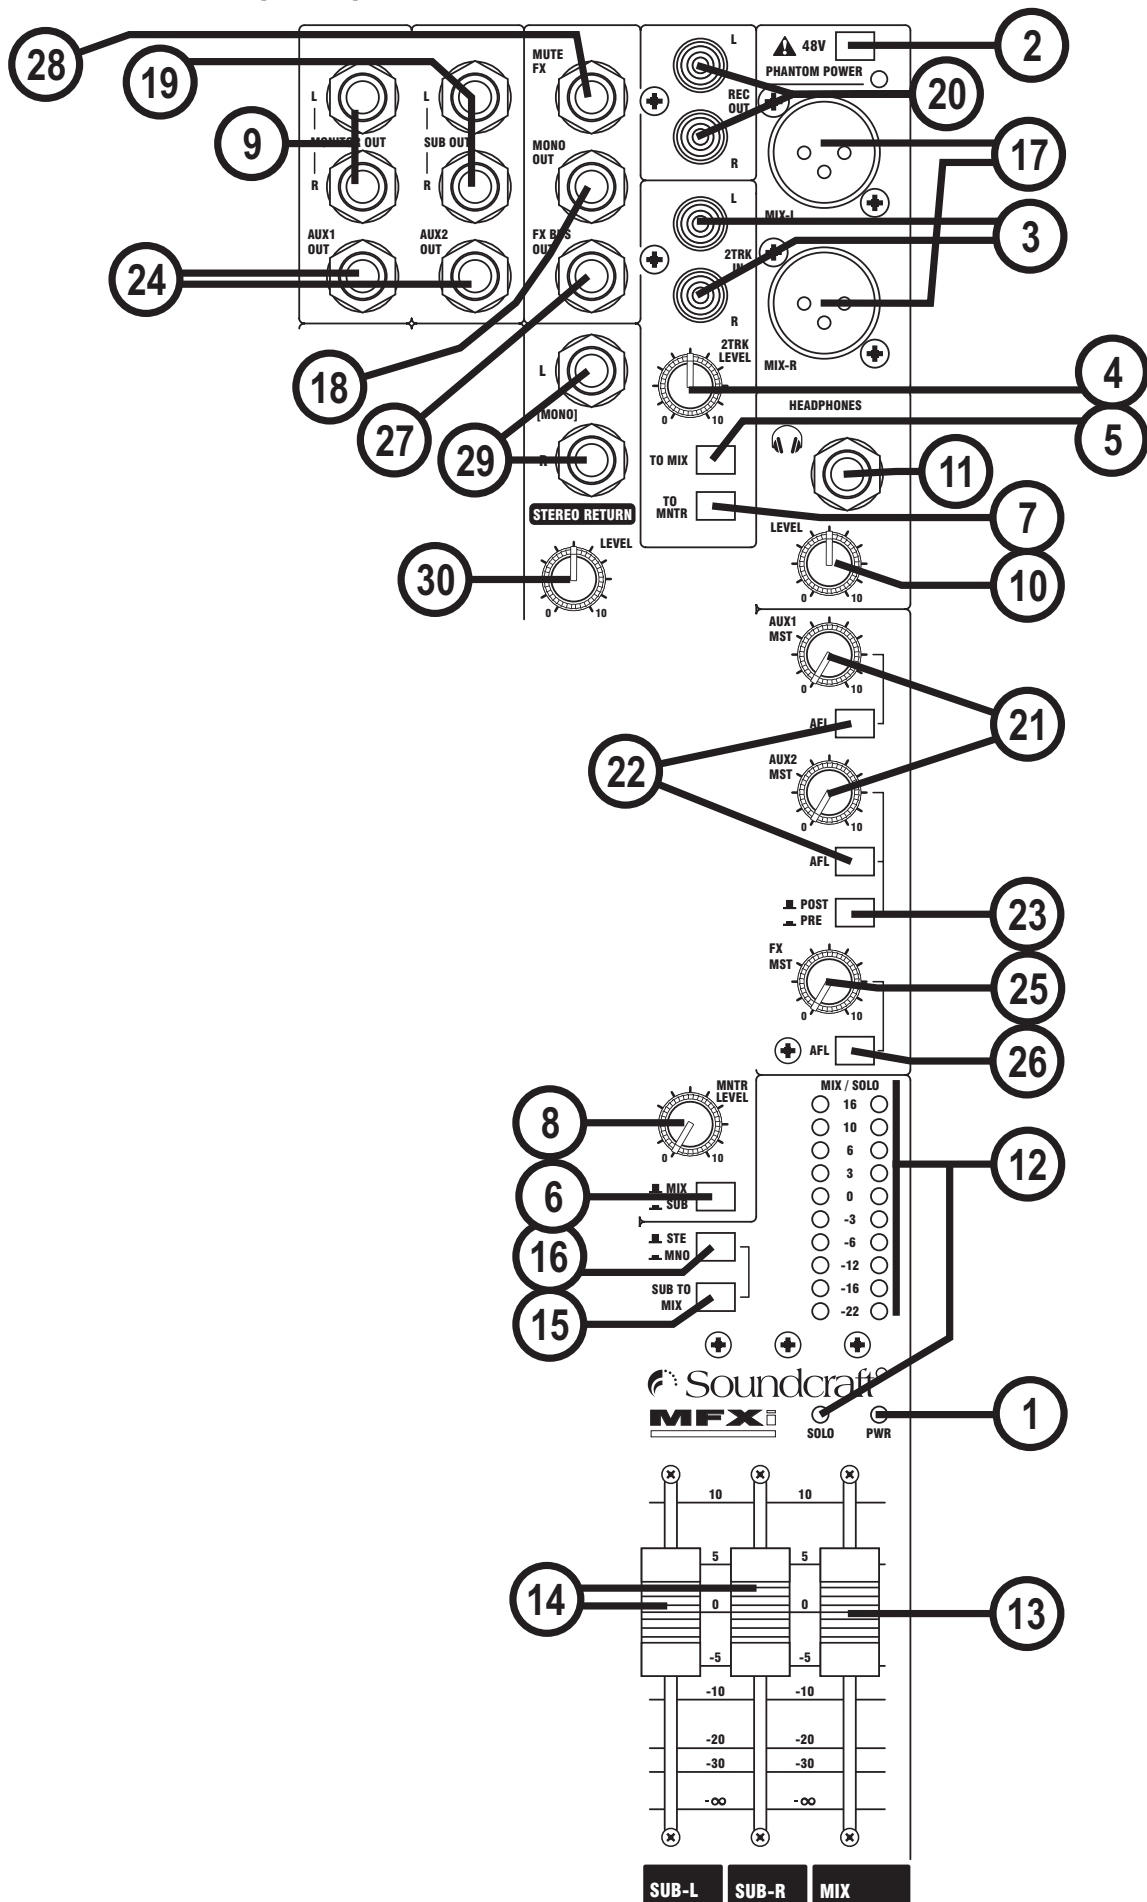 28
19
9
24
L
R
MONITOR OUT
L
R
SUB OUT
AUX1
OUT
AUX2
OUT
MUTE
FX
MONO
OUT
FX BUS
OUT
L
REC
OUT
R
L
2TRK
IN
R
48V
PHANTOM POWER
MIX-L
MIX-R
2
20
17
3
4
5
18
27
29
L
[MONO]
R
STEREO RETURN
LEVEL
0 10
30
2TRK
LEVEL
0 10
TO MIX
TO
MNTR
HEADPHONES
11
7
LEVEL
0 10
10
AUX1
MST
0 10
AFL
21
22
AUX2
MST
0 10
AFL
POST
PRE
23
FX
MST
0 10
25
AFL
26
8
MNTR
LEVEL
0 10
6
MIX
SUB
16
STE
MNO
15
SUB TO
MIX
MIX / SOLO
16
10
6
3
0
-3
-6
-12
-16
-22
12
Soundcraft
MFXi
SOLO
PWR
1
10 10
5 5
14
0 0
13
-5 -5
-10 -10
-20 -20
-30 -30
-∞ -∞
SUB-L SUB-R MIX